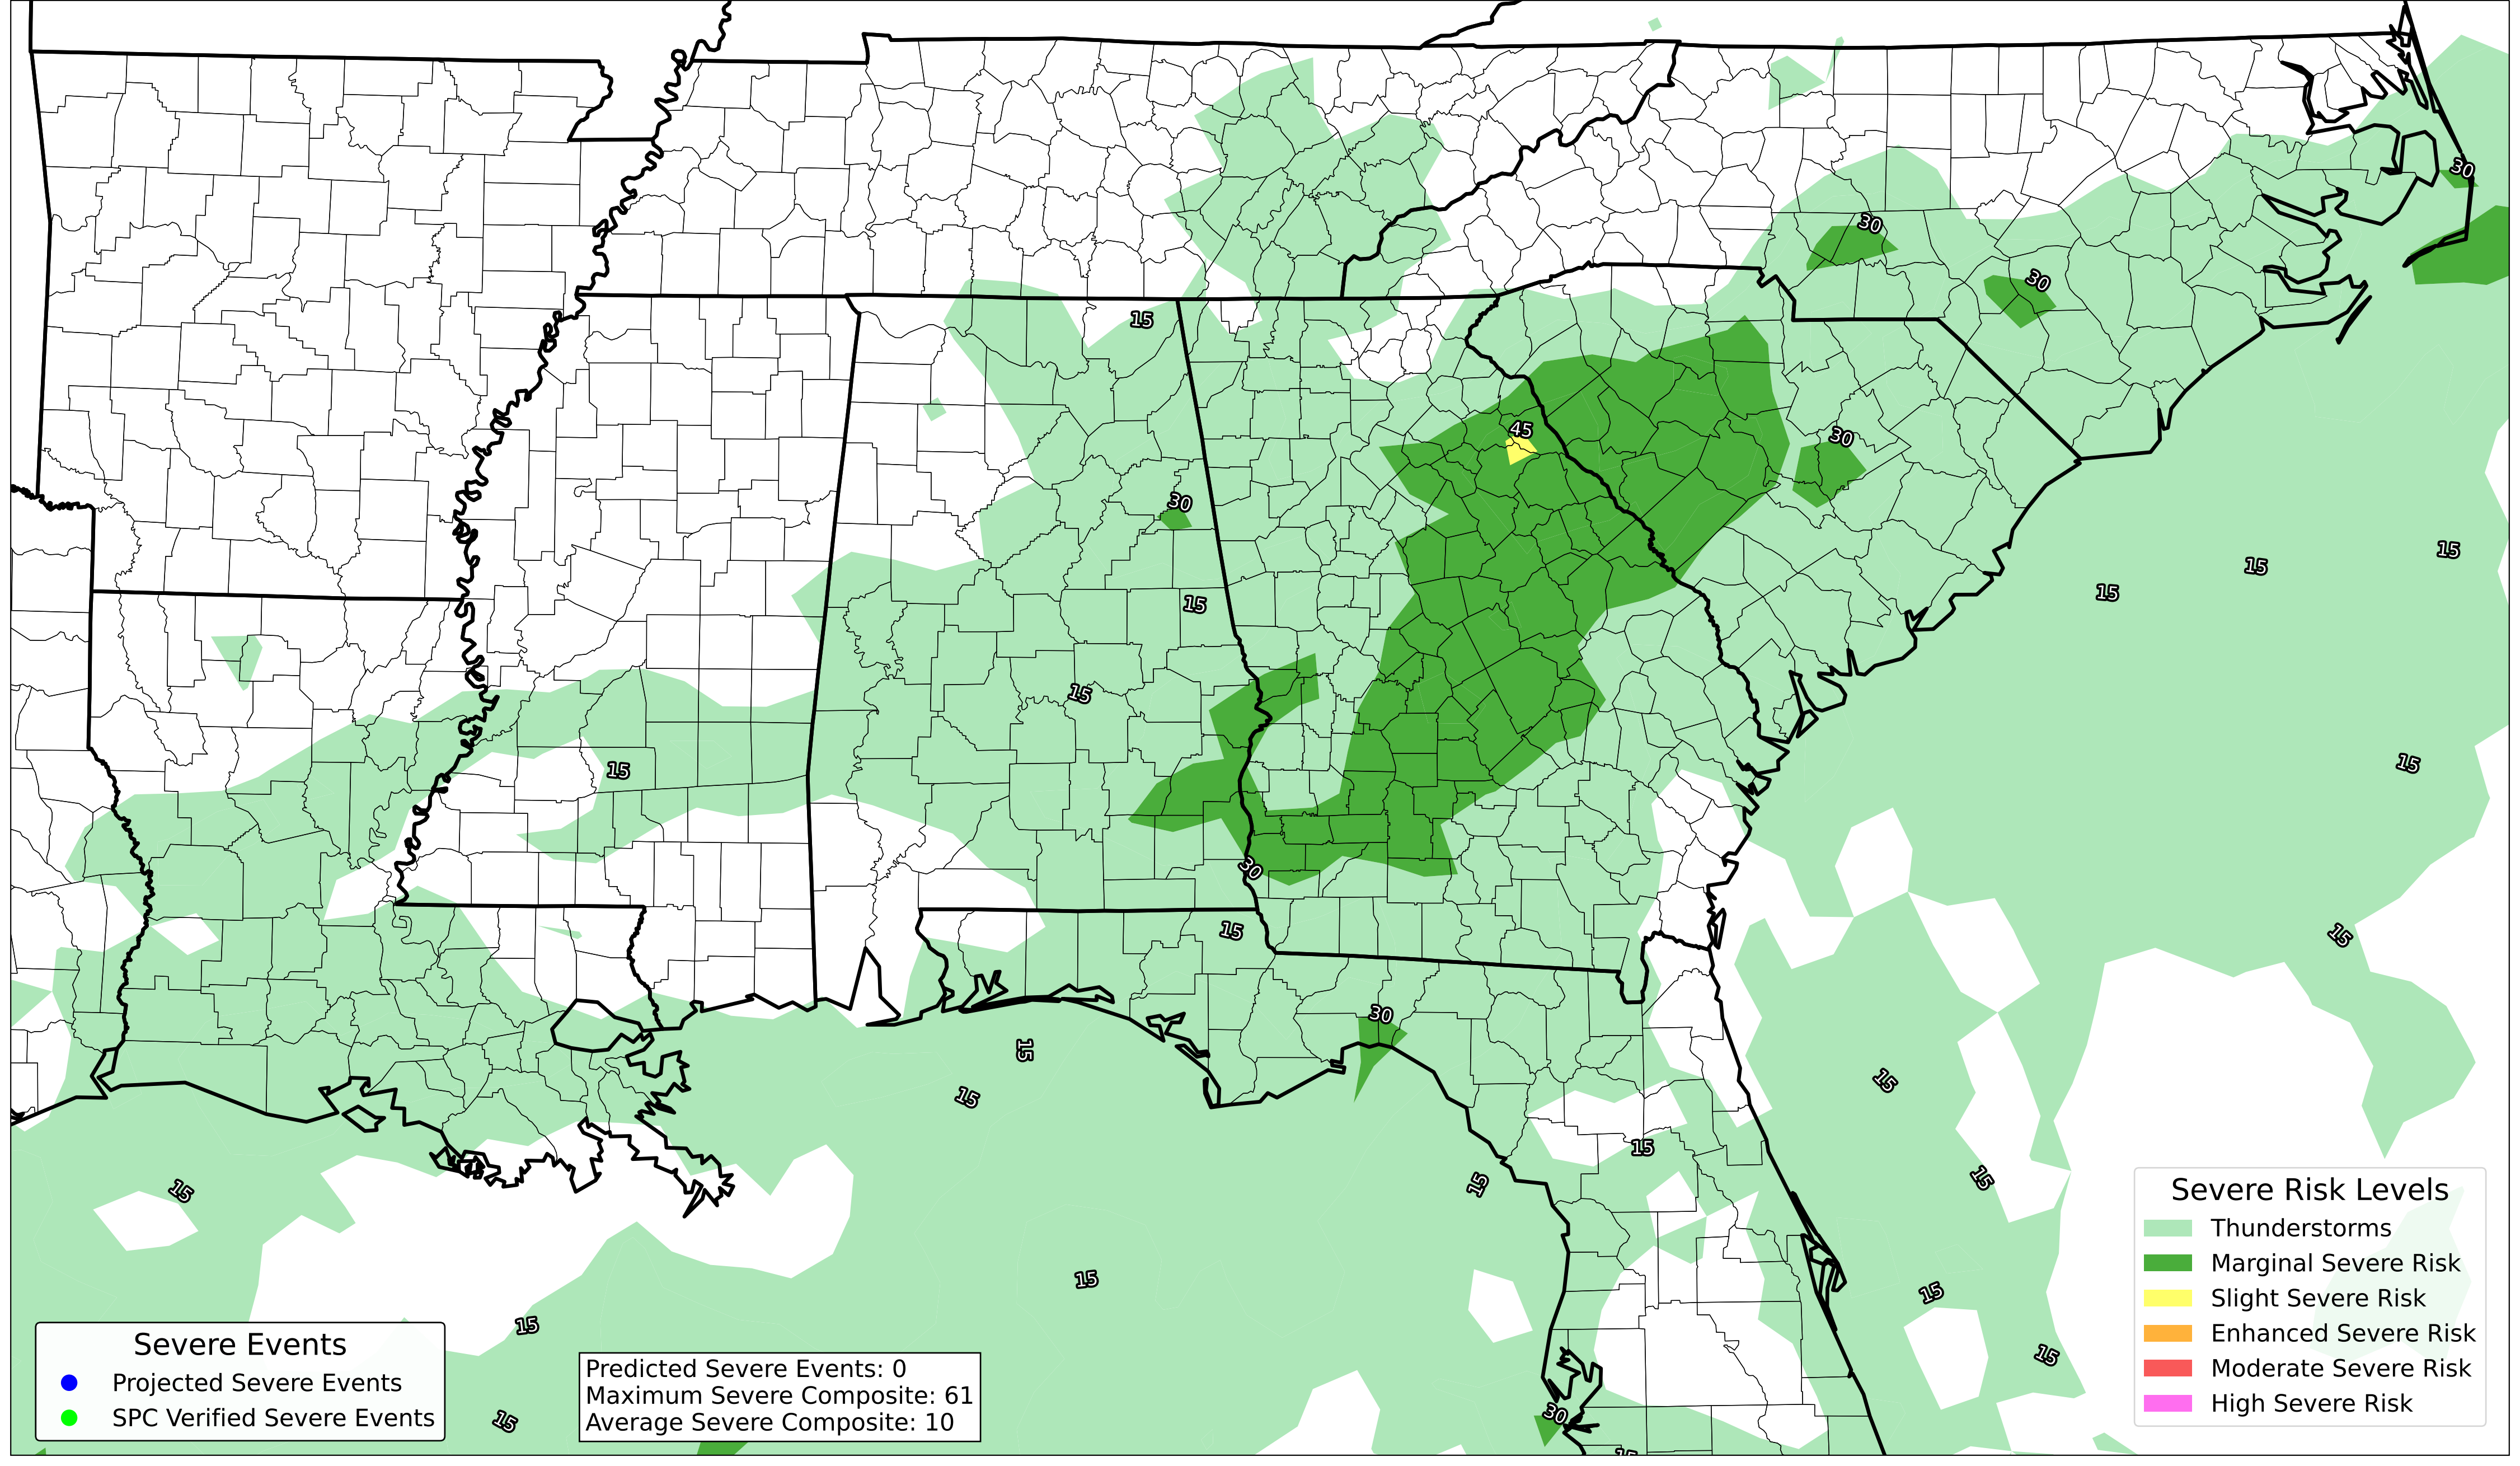 30
30
30
15
45
30
30
15
15
15
15
15
15
15
30
15
15
30
15
15
15
15
15
15
15
15
15
15
15
30
15
15
Severe Risk Levels
Thunderstorms
Marginal Severe Risk
Slight Severe Risk
Enhanced Severe Risk
Moderate Severe Risk
High Severe Risk
Severe Events
Projected Severe Events
SPC Verified Severe Events
Predicted Severe Events: 0
Maximum Severe Composite: 61
Average Severe Composite: 10